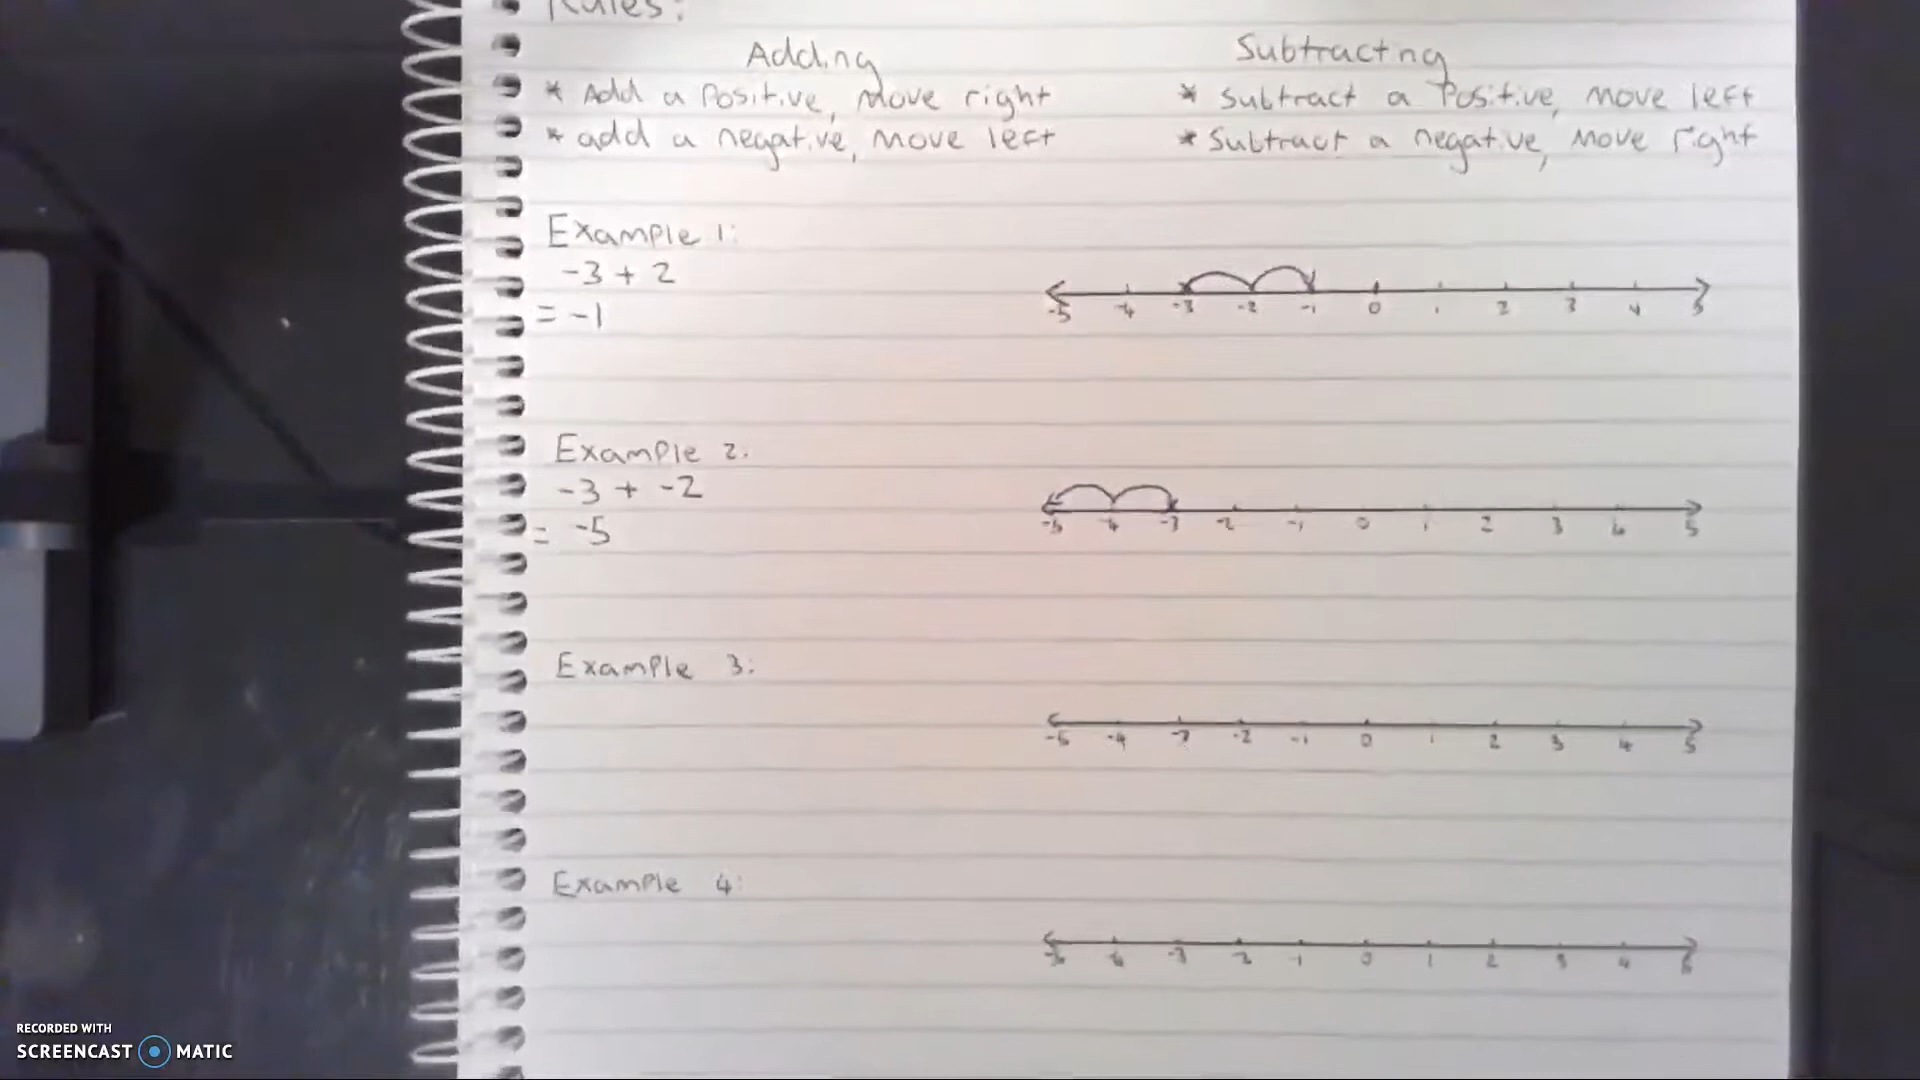 Rules:
Adding
* Add a Positive, Move right
* add a negative, Move left
Subtracting
* subtract a Positive, move left
* Subtract a negative, Move right
Example 1:
-3 + 2
= -1
-5 -4 -3 -2 -1 0 1 2 3 4 5
Example 2.
-3 + -2
= -5
-5 -4 -3 -2 -1 0 1 2 3 4 5
Example 3:
-5 -4 -3 -2 -1 0 1 2 3 4 5
Example 4:
-5 -4 -3 -2 -1 0 1 2 3 4 5
RECORDED WITH
SCREENCAST MATIC